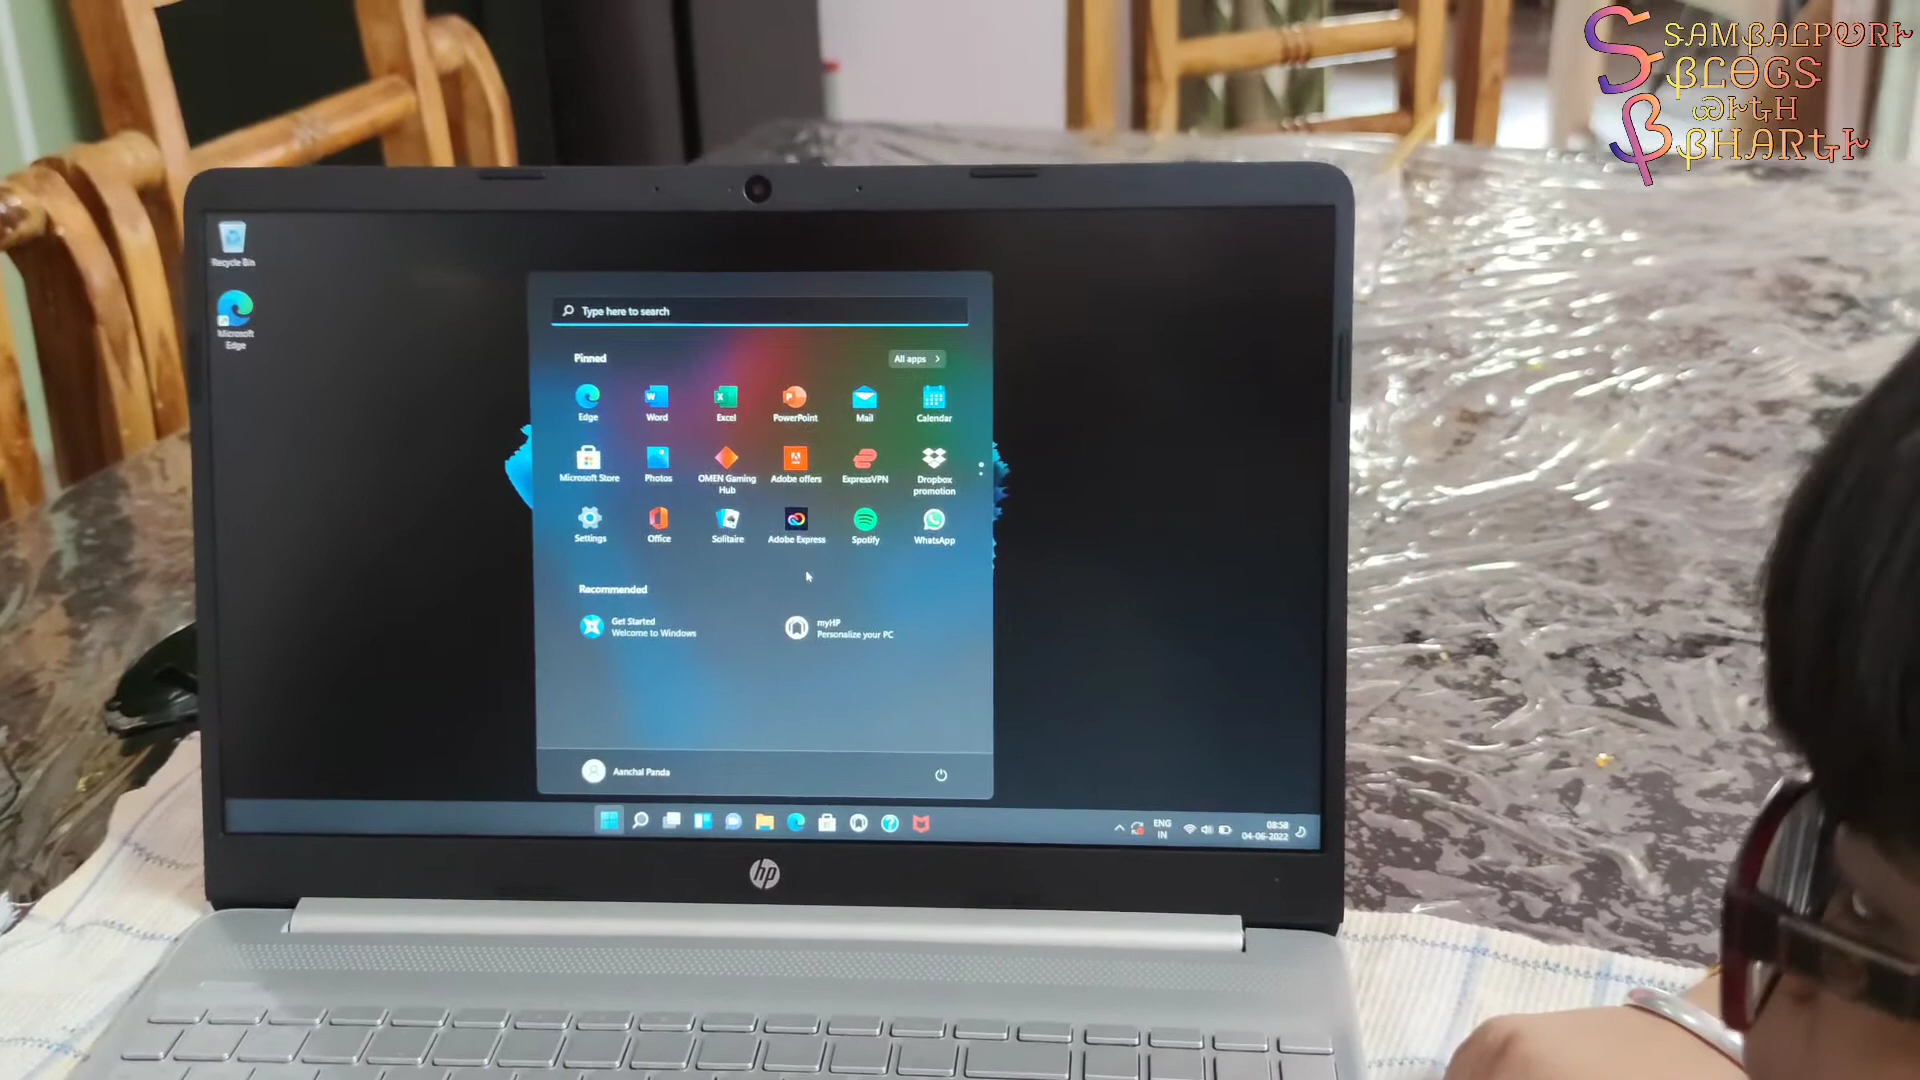 SAMBALPURI
BLOGS
WITH
BHARTI
Recycle Bin
Microsoft
Edge
Type here to search
Pinned
All apps
Edge
Word
Excel
PowerPoint
Mail
Calendar
Microsoft Store
Photos
OMEN Gaming
Hub
Adobe offers
ExpressVPN
Dropbox
promotion
Settings
Office
Solitaire
Adobe Express
Spotify
WhatsApp
Recommended
Get Started
Welcome to Windows
myHP
Personalize your PC
Aanchal Panda
ENG
IN
08:58
04-06-2022
hp